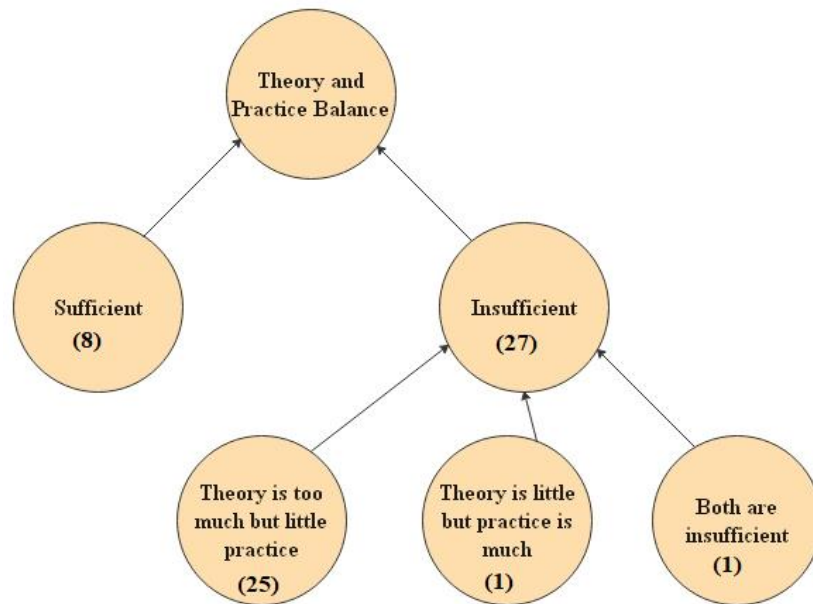 Theory and
Practice Balance
Sufficient
(8)
Insufficient
(27)
Theory is too
much but little
practice
(25)
Theory is little
but practice is
much
(1)
Both are
insufficient
(1)